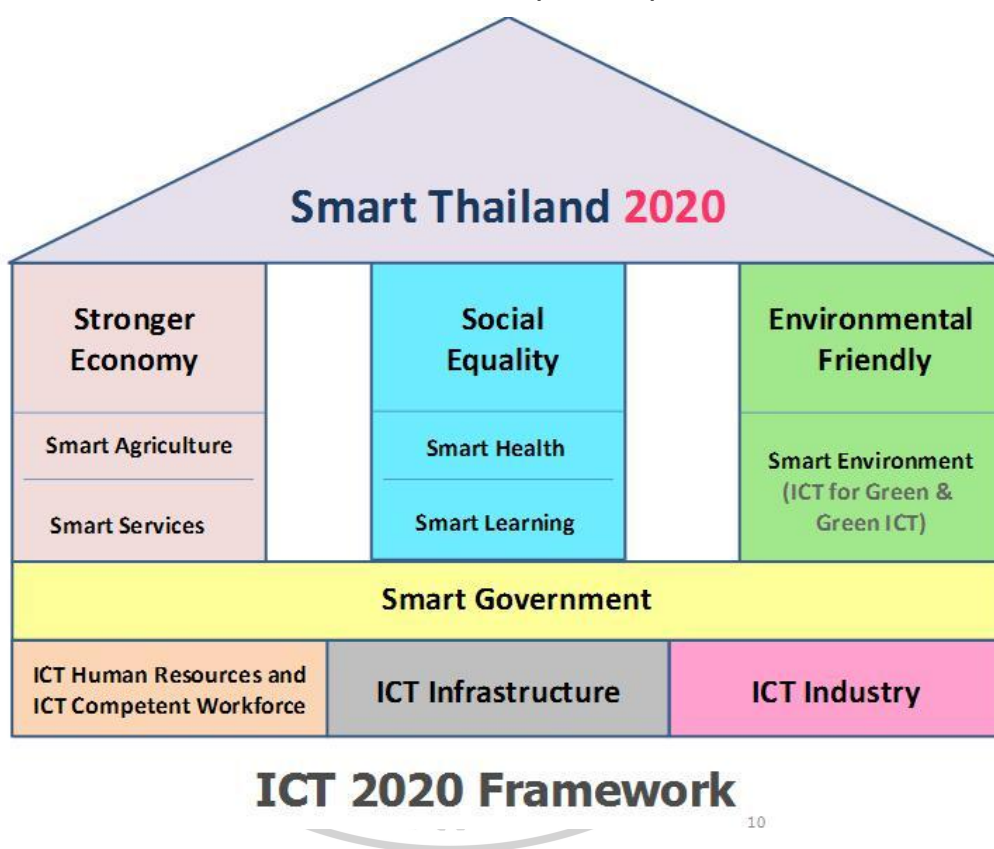 Smart Thailand 2020
Stronger
Economy
Smart Agriculture
Smart Services
Social
Equality
Smart Health
Smart Learning
Environmental
Friendly
Smart Environment
(ICT for Green &
Green ICT)
Smart Government
ICT Human Resources and
ICT Competent Workforce
ICT Infrastructure
ICT Industry
ICT 2020 Framework
10